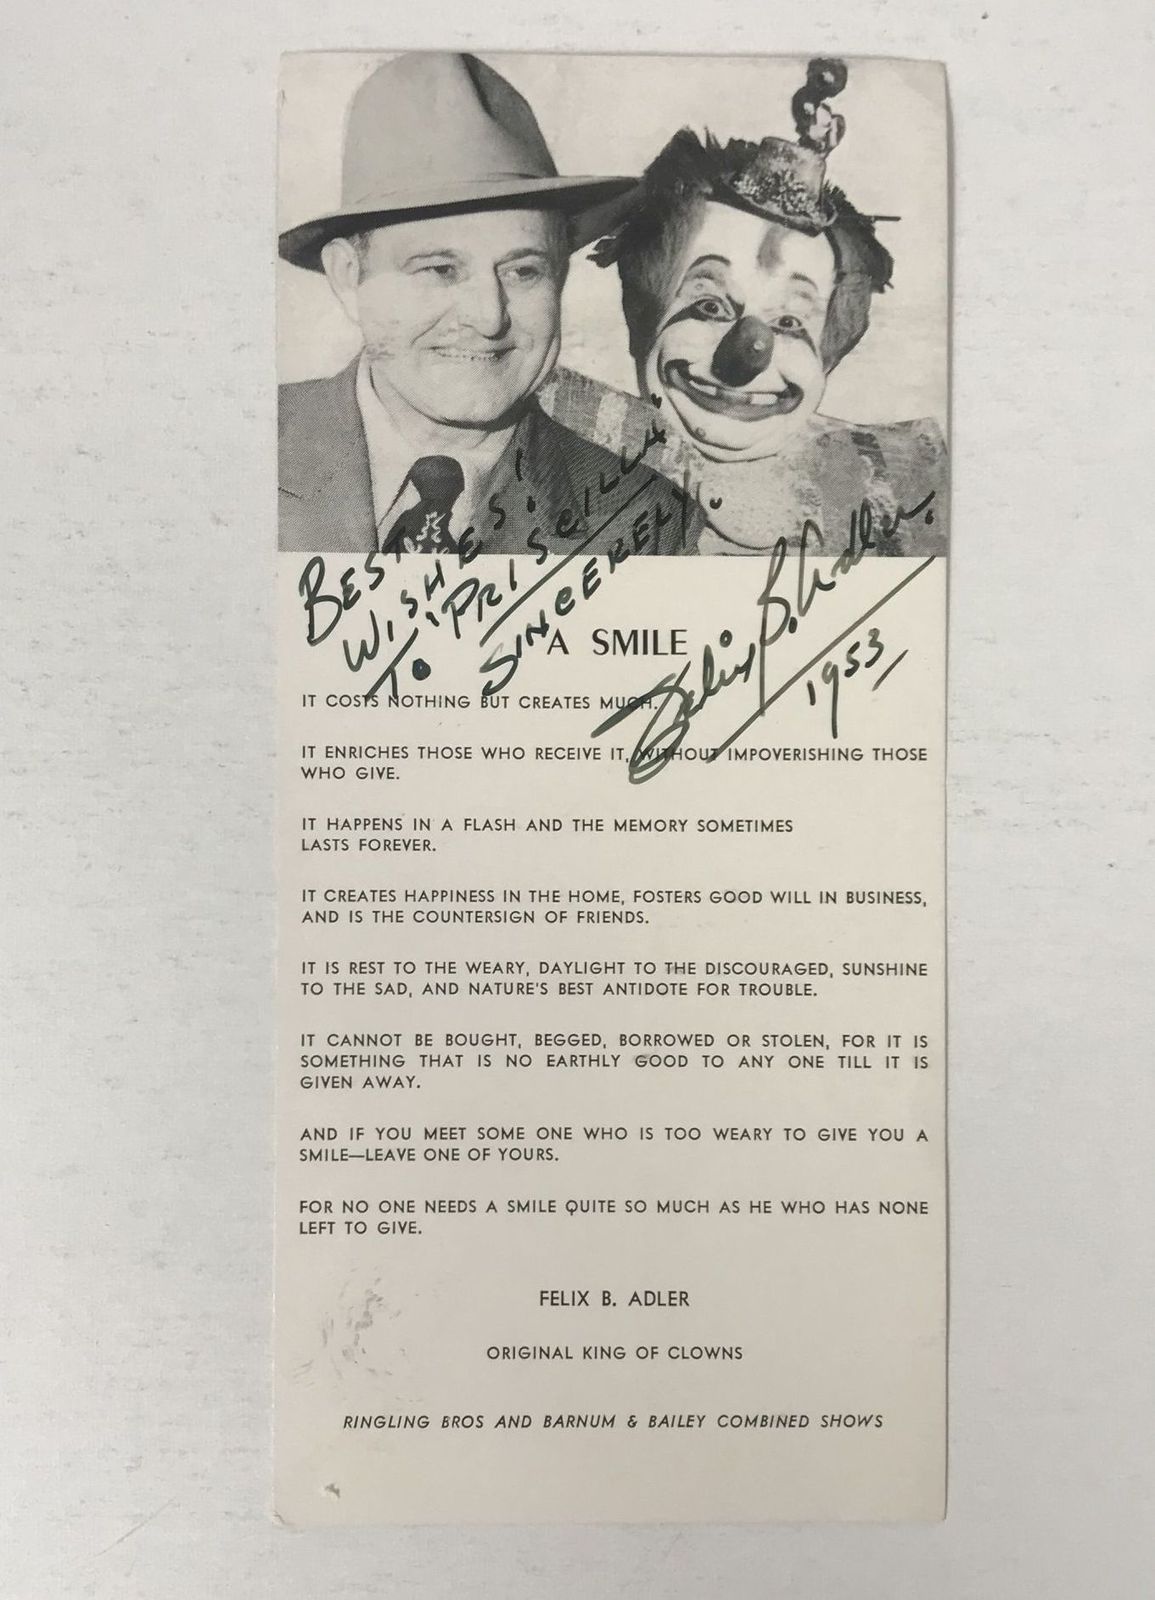 BEST
WISHES!
TO "PRISCILLA"
SINCERELY.
Felix B. Adler.
1953
A SMILE
IT COSTS NOTHING BUT CREATES MUCH.
IT ENRICHES THOSE WHO RECEIVE IT, WITHOUT IMPOVERISHING THOSE
WHO GIVE.
IT HAPPENS IN A FLASH AND THE MEMORY SOMETIMES
LASTS FOREVER.
IT CREATES HAPPINESS IN THE HOME, FOSTERS GOOD WILL IN BUSINESS,
AND IS THE COUNTERSIGN OF FRIENDS.
IT IS REST TO THE WEARY, DAYLIGHT TO THE DISCOURAGED, SUNSHINE
TO THE SAD, AND NATURE'S BEST ANTIDOTE FOR TROUBLE.
IT CANNOT BE BOUGHT, BEGGED, BORROWED OR STOLEN, FOR IT IS
SOMETHING THAT IS NO EARTHLY GOOD TO ANY ONE TILL IT IS
GIVEN AWAY.
AND IF YOU MEET SOME ONE WHO IS TOO WEARY TO GIVE YOU A
SMILE—LEAVE ONE OF YOURS.
FOR NO ONE NEEDS A SMILE QUITE SO MUCH AS HE WHO HAS NONE
LEFT TO GIVE.
FELIX B. ADLER
ORIGINAL KING OF CLOWNS
RINGLING BROS AND BARNUM & BAILEY COMBINED SHOWS